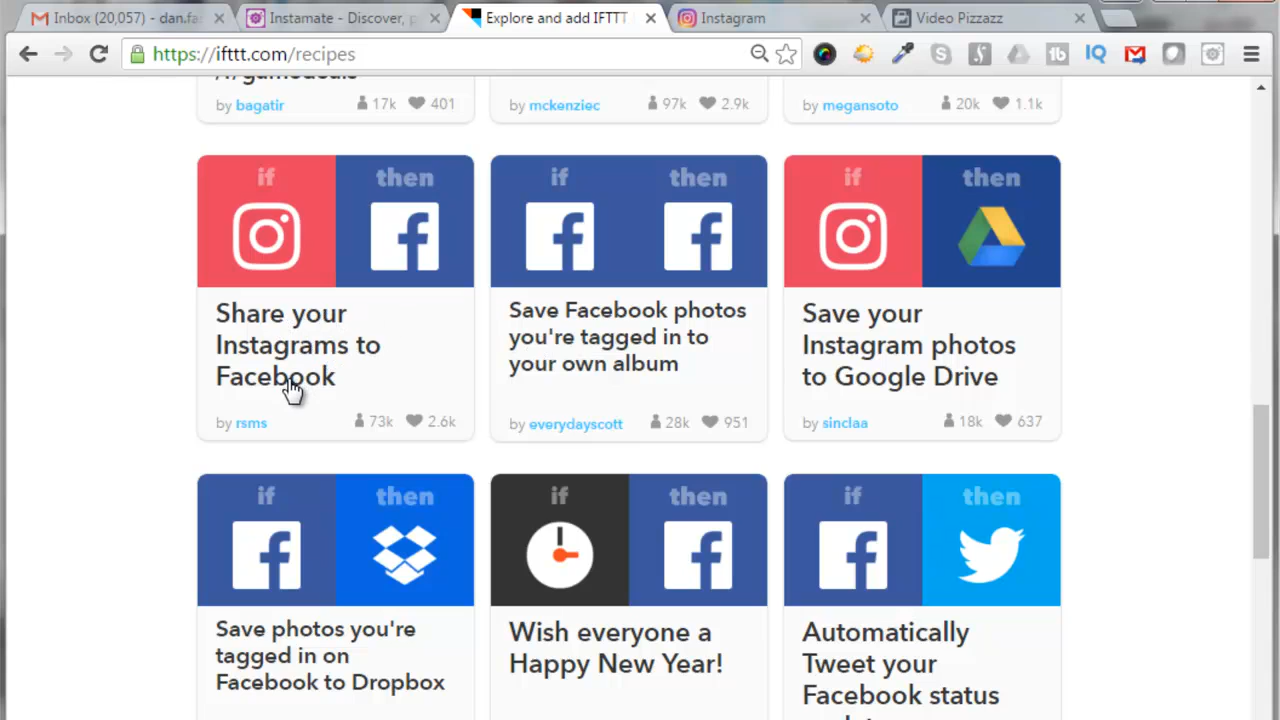 Inbox (20,057) - dan.fa
Instamate - Discover, p
Explore and add IFTTT
Instagram
Video Pizzazz
https://ifttt.com/recipes
by bagatir 17k 401
by mckenziec 97k 2.9k
by megansoto 20k 1.1k
if then
Share your
Instagrams to
Facebook
by rsms 73k 2.6k
if then
Save Facebook photos
you're tagged in to
your own album
by everydayscott 28k 951
if then
Save your
Instagram photos
to Google Drive
by sinclaa 18k 637
if then
Save photos you're
tagged in on
Facebook to Dropbox
if then
Wish everyone a
Happy New Year!
if then
Automatically
Tweet your
Facebook status